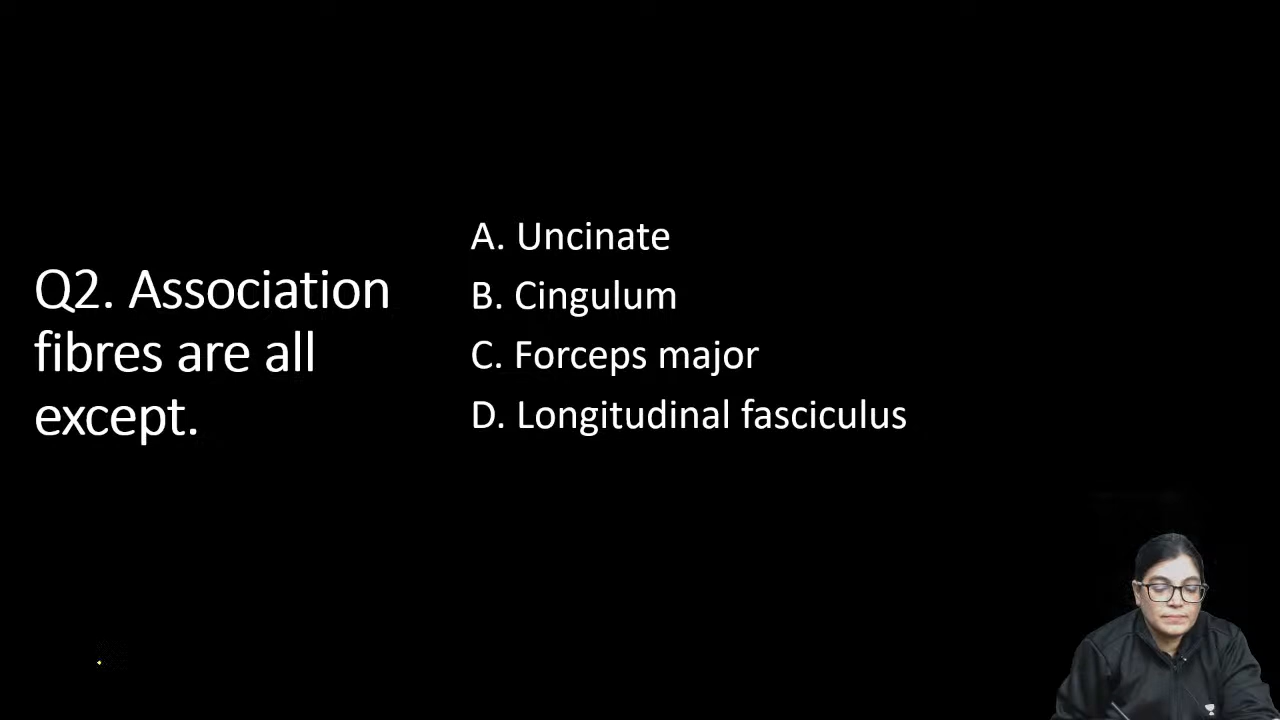 Q2. Association
fibres are all
except.
A. Uncinate
B. Cingulum
C. Forceps major
D. Longitudinal fasciculus